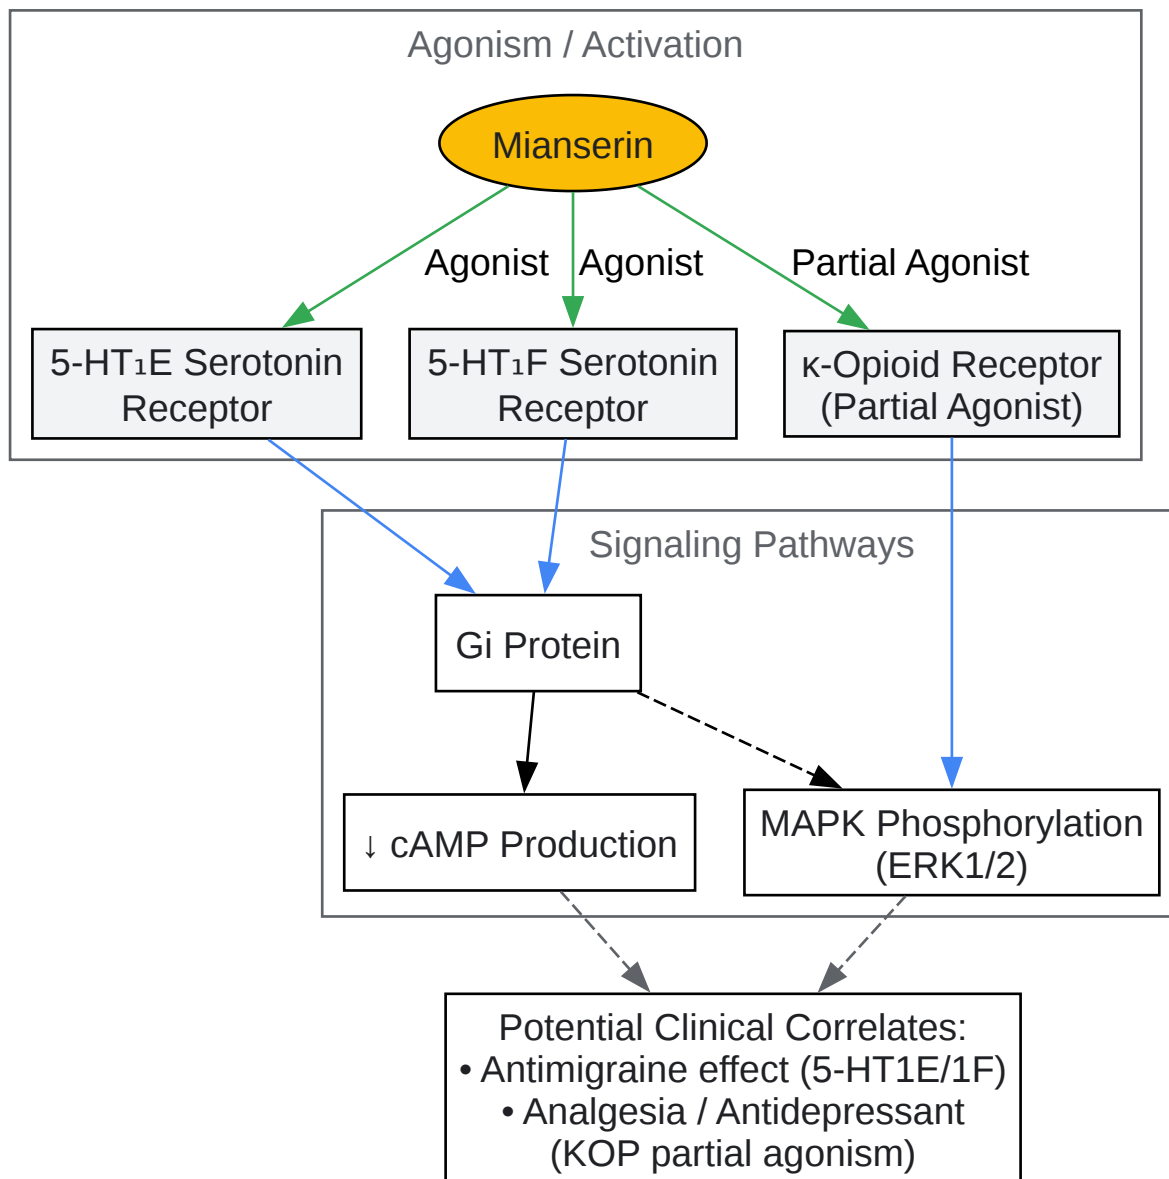 Agonism / Activation
Mianserin
Agonist
Agonist
Partial Agonist
5-HT₁E Serotonin
Receptor
5-HT₁F Serotonin
Receptor
κ-Opioid Receptor
(Partial Agonist)
Signaling Pathways
Gi Protein
↓ cAMP Production
MAPK Phosphorylation
(ERK1/2)
Potential Clinical Correlates:
• Antimigraine effect (5-HT1E/1F)
• Analgesia / Antidepressant
(KOP partial agonism)